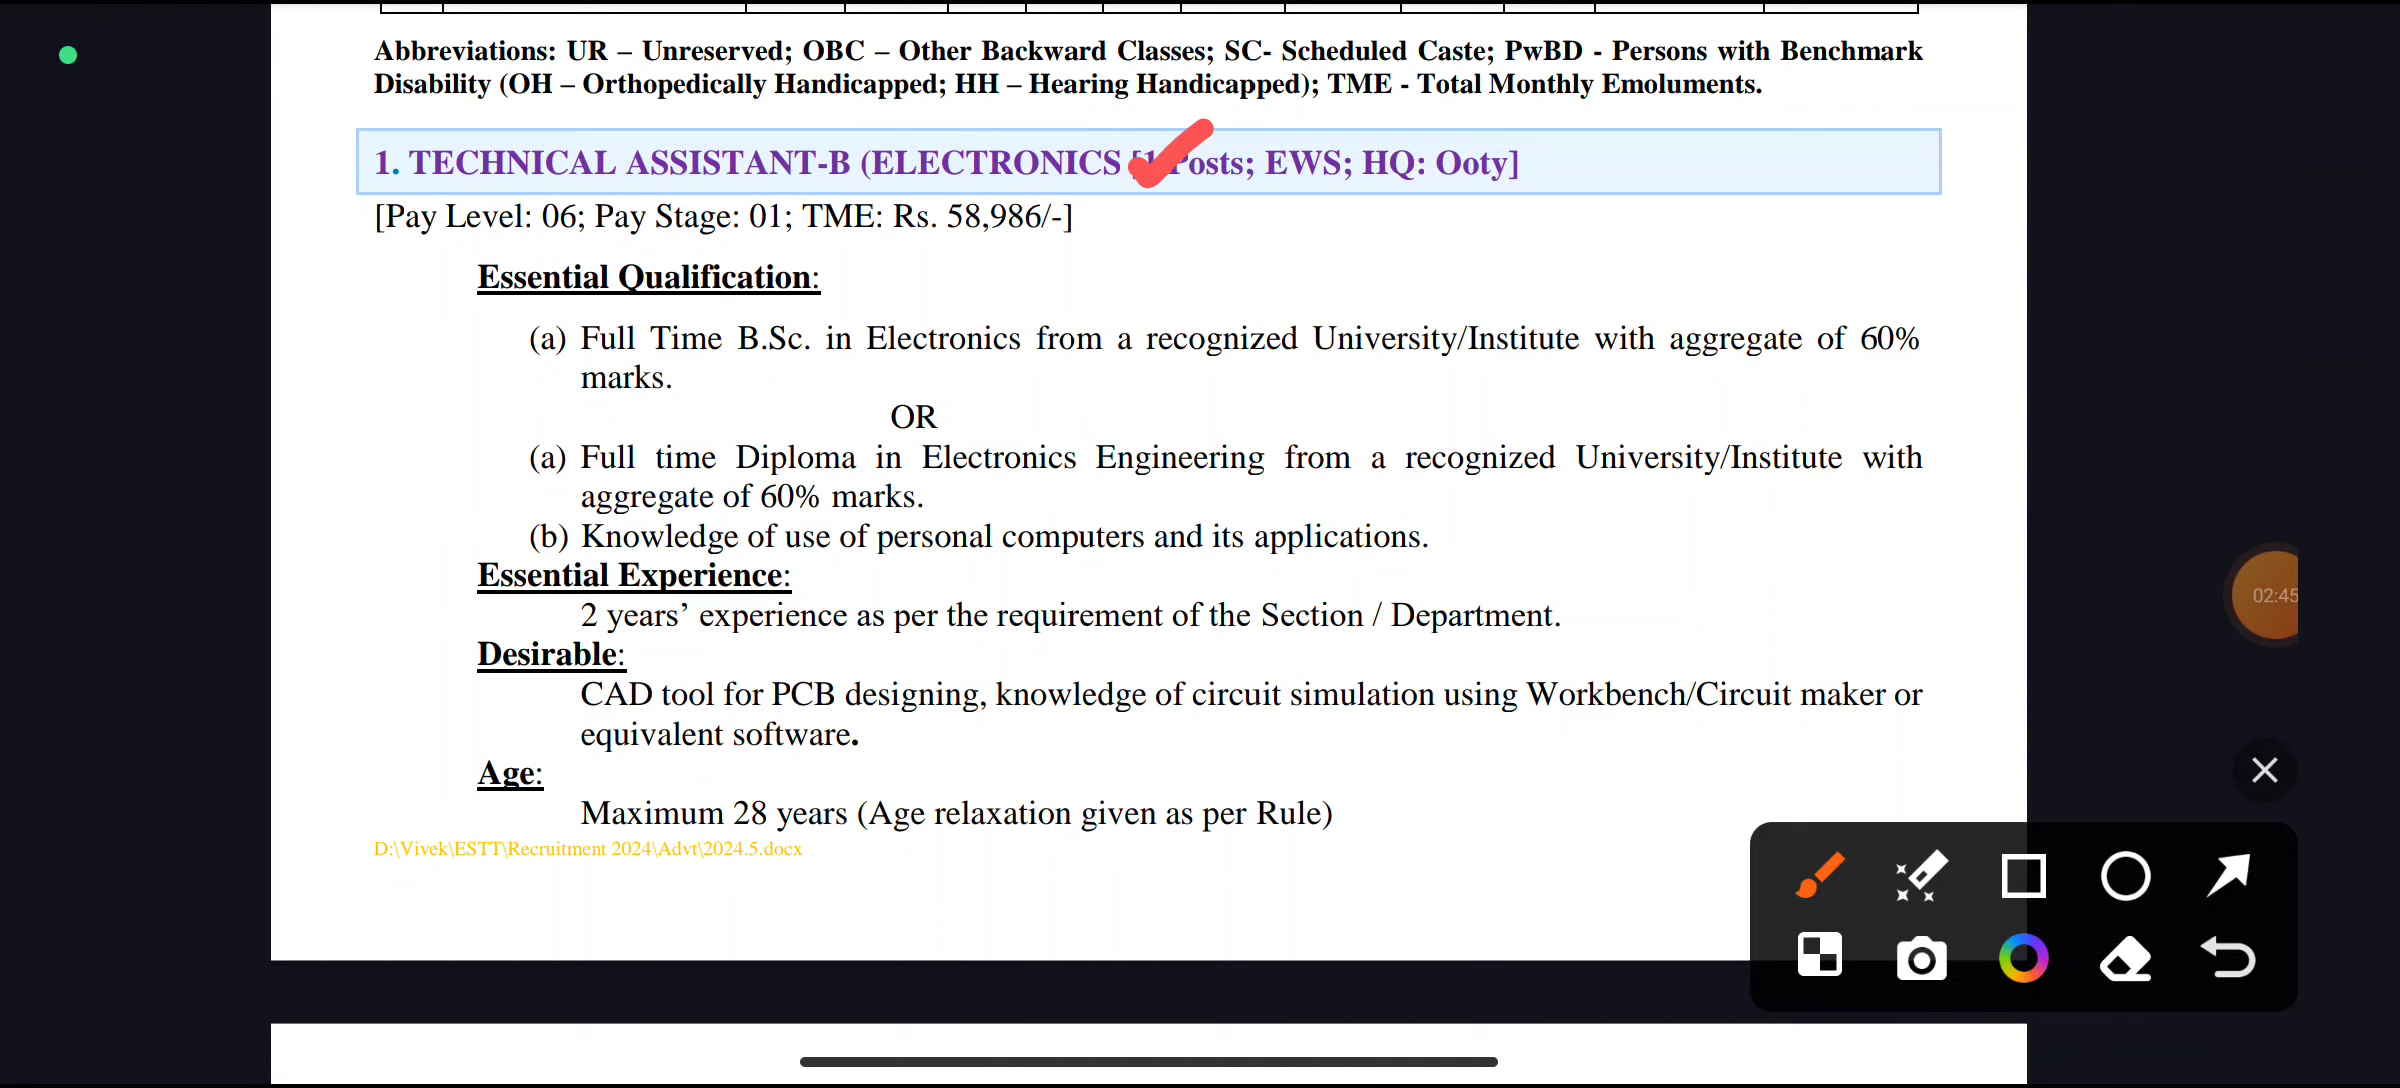 Abbreviations: UR – Unreserved; OBC – Other Backward Classes; SC- Scheduled Caste; PwBD - Persons with Benchmark
Disability (OH – Orthopedically Handicapped; HH – Hearing Handicapped); TME - Total Monthly Emoluments.
1. TECHNICAL ASSISTANT-B (ELECTRONICS [1 Posts; EWS; HQ: Ooty]
[Pay Level: 06; Pay Stage: 01; TME: Rs. 58,986/-]
Essential Qualification:
(a) Full Time B.Sc. in Electronics from a recognized University/Institute with aggregate of 60%
marks.
OR
(a) Full time Diploma in Electronics Engineering from a recognized University/Institute with
aggregate of 60% marks.
(b) Knowledge of use of personal computers and its applications.
Essential Experience:
2 years’ experience as per the requirement of the Section / Department.
02:45
Desirable:
CAD tool for PCB designing, knowledge of circuit simulation using Workbench/Circuit maker or
equivalent software.
Age:
Maximum 28 years (Age relaxation given as per Rule)
D:\Vivek\ESTT\Recruitment 2024\Advt\2024.5.docx